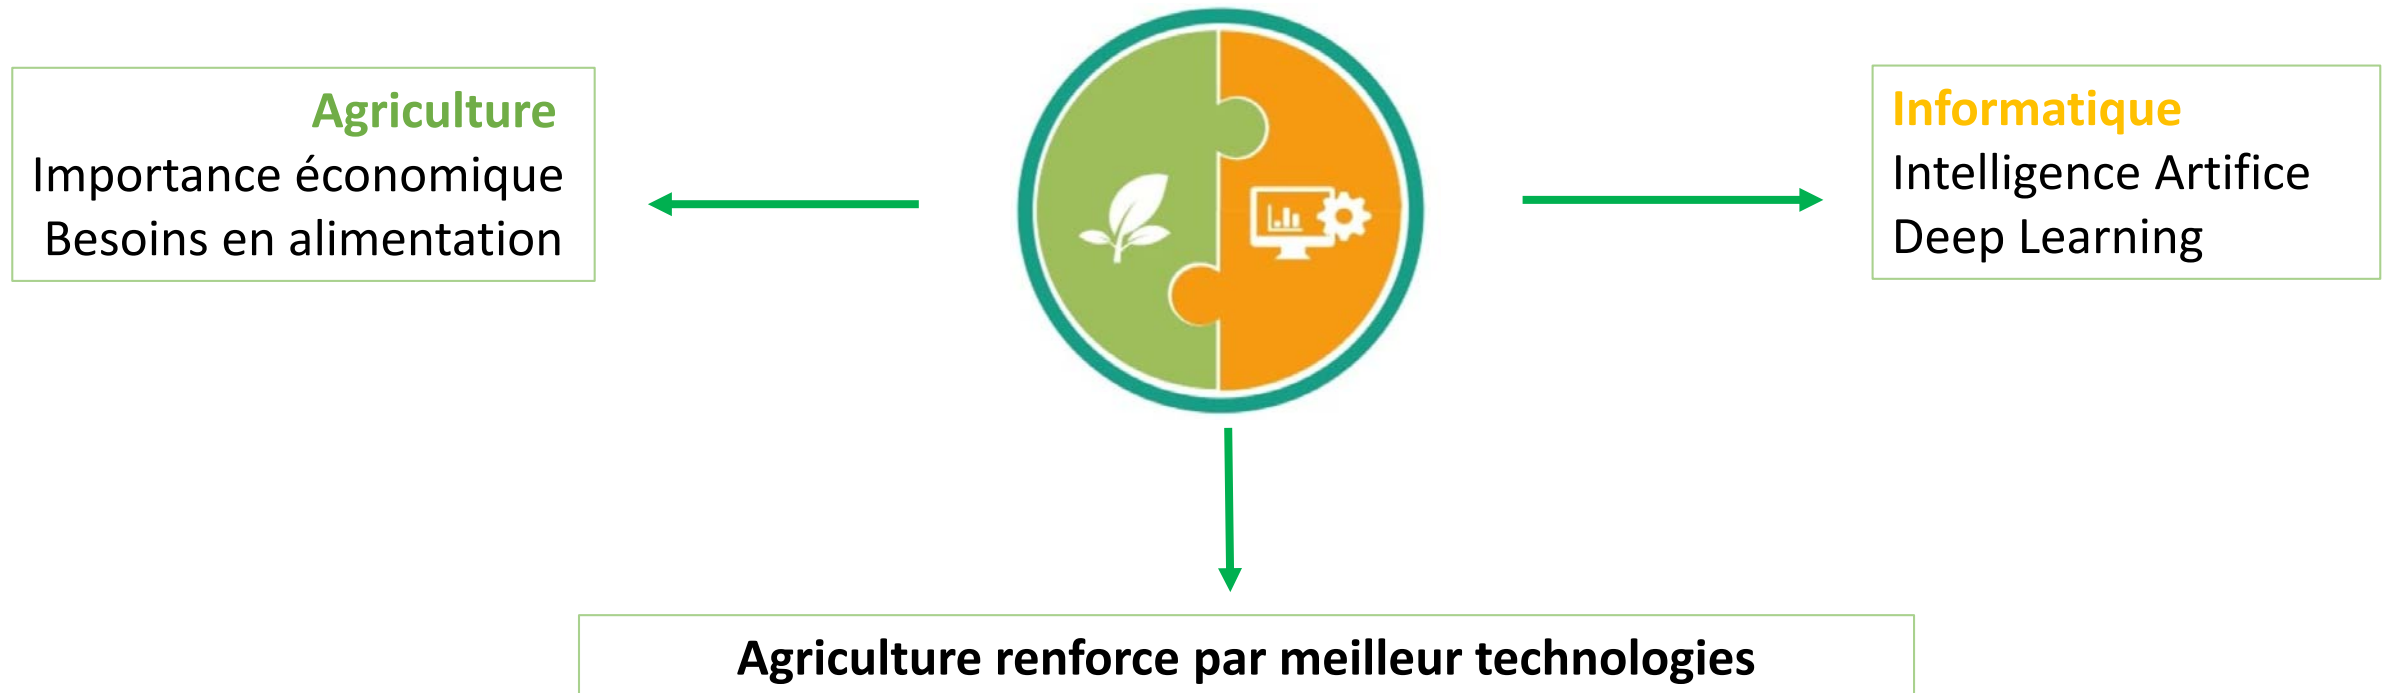 Agriculture
Importance économique
Besoins en alimentation
Informatique
Intelligence Artifice
Deep Learning
Agriculture renforce par meilleur technologies